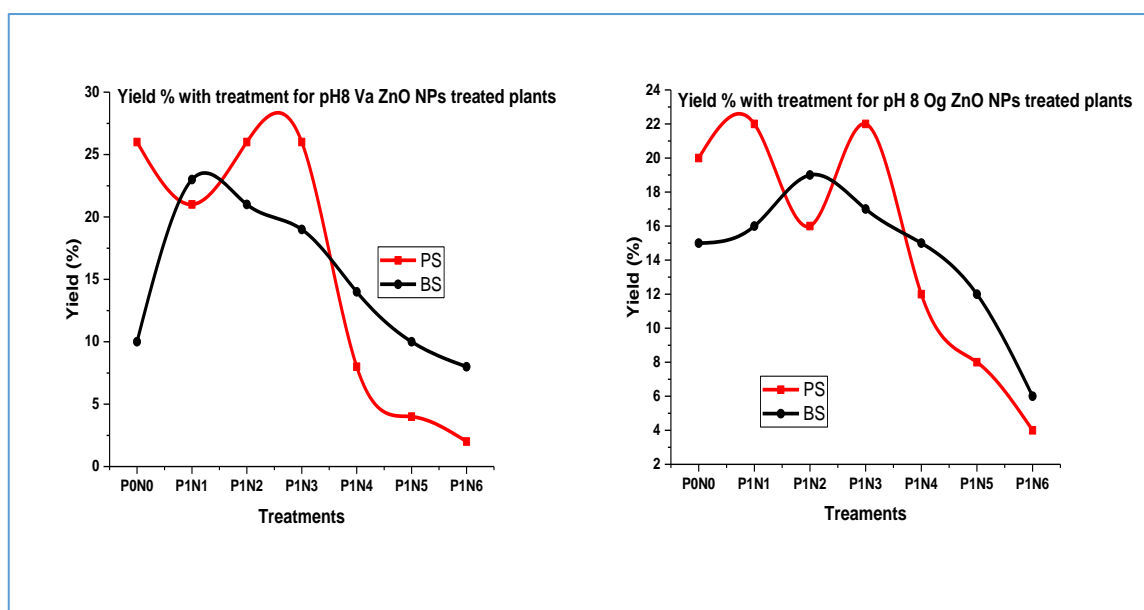 Yield % with treatment for pH8 Va ZnO NPs treated plants
30
25
20
15
10
5
0
Yield (%)
PS
BS
P0N0 P1N1 P1N2 P1N3 P1N4 P1N5 P1N6
Treatments
Yield % with treatment for pH 8 Og ZnO NPs treated plants
24
22
20
18
16
14
12
10
8
6
4
2
Yield (%)
PS
BS
P0N0 P1N1 P1N2 P1N3 P1N4 P1N5 P1N6
Treaments